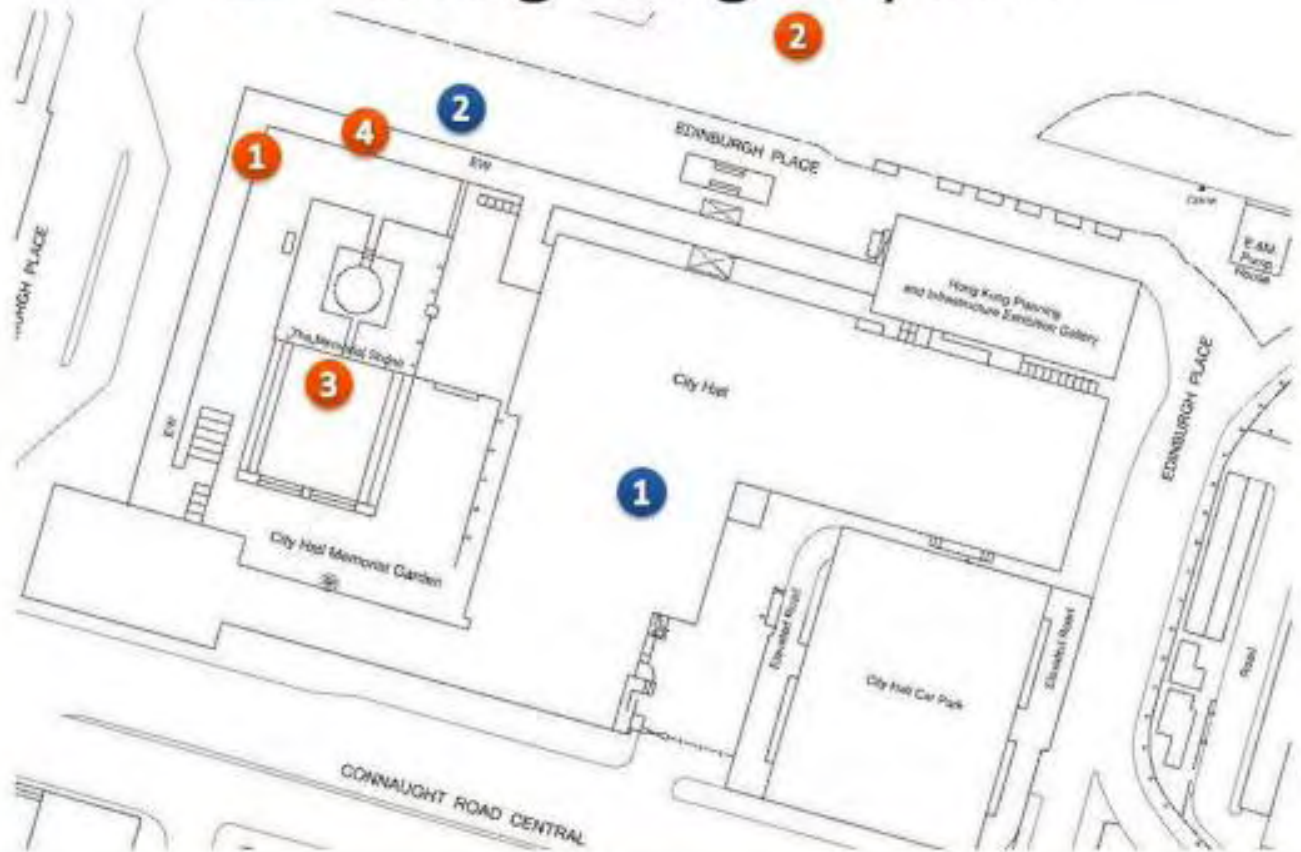 2
2
4
1
EDINBURGH PLACE
EW
E &M
Pump
House
Hong Kong Planning
and Infrastructure Exhibition Gallery
PLACE
The Memorial Shrine
3
City Hall
EDINBURGH PLACE
EW
1
City Hall Memorial Garden
Elevated Road
Elevated Road
City Hall Car Park
Road
CONNAUGHT ROAD CENTRAL